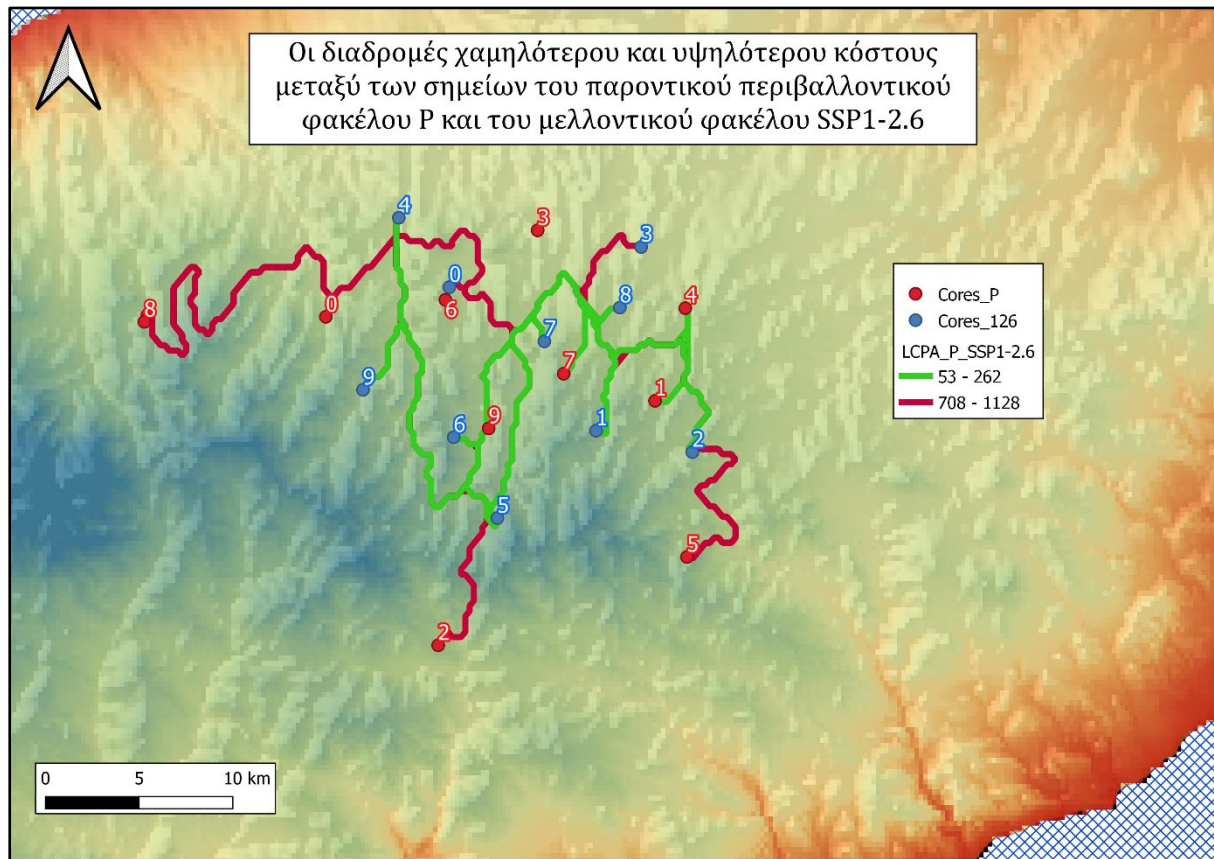 Οι διαδρομές χαμηλότερου και υψηλότερου κόστους
μεταξύ των σημείων του παροντικού περιβαλλοντικού
φακέλου P και του μελλοντικού φακέλου SSP1-2.6
4
3
3
0
8
0
6
8
4
7
7
9
1
9
6
1
2
5
5
2
Cores_P
Cores_126
LCPA_P_SSP1-2.6
53 - 262
708 - 1128
0 5 10 km